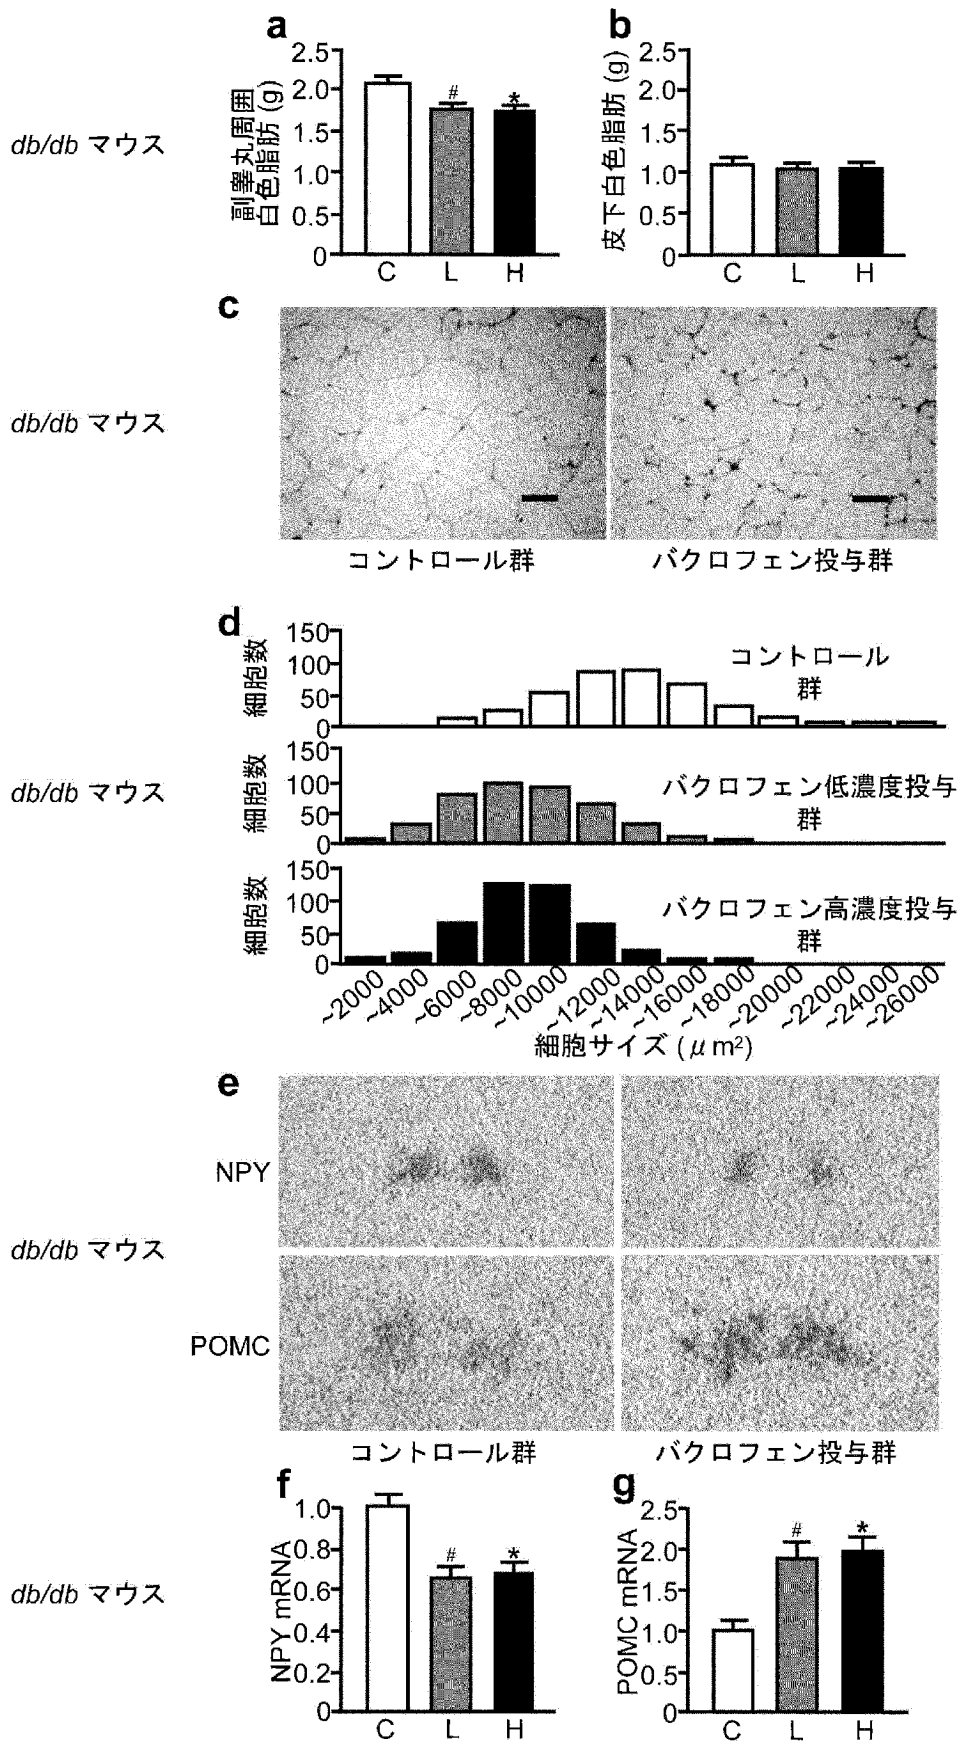 a
2.5
2.0
1.5
1.0
0.5
0
副睾丸周囲
白色脂肪 (g)
#
*
C L H
b
2.5
2.0
1.5
1.0
0.5
0
皮下白色脂肪 (g)
C L H
db/db マウス
c
db/db マウス
コントロール群 バクロフェン投与群
d
db/db マウス
細胞数
150
100
50
0
コントロール
群
細胞数
150
100
50
0
バクロフェン低濃度投与
群
細胞数
150
100
50
0
バクロフェン高濃度投与
群
~2000 ~4000 ~6000 ~8000 ~10000 ~12000 ~14000 ~16000 ~18000 ~20000 ~22000 ~24000 ~26000
細胞サイズ (μm²)
e
NPY
db/db マウス
POMC
コントロール群 バクロフェン投与群
f
1.0
0.8
0.6
0.4
0.2
0
NPY mRNA
#
*
C L H
g
2.5
2.0
1.5
1.0
0.5
0
POMC mRNA
#
*
C L H
db/db マウス